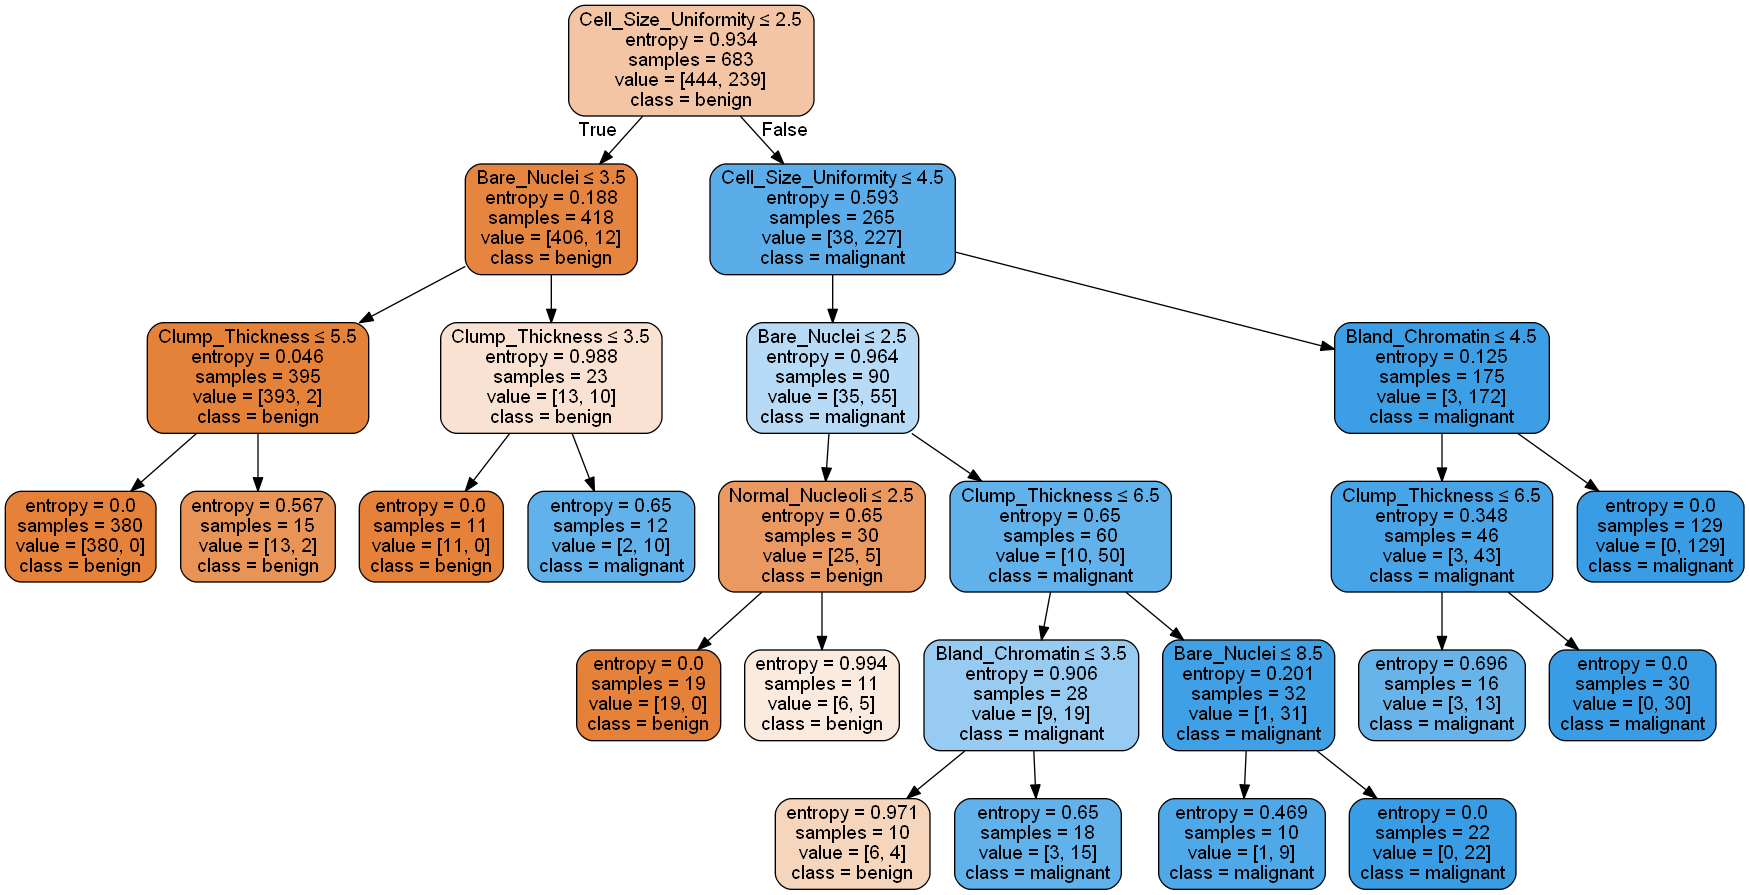 Cell_Size_Uniformity ≤ 2.5
entropy = 0.934
samples = 683
value = [444, 239]
class = benign
True
False
Bare_Nuclei ≤ 3.5
entropy = 0.188
samples = 418
value = [406, 12]
class = benign
Cell_Size_Uniformity ≤ 4.5
entropy = 0.593
samples = 265
value = [38, 227]
class = malignant
Clump_Thickness ≤ 5.5
entropy = 0.046
samples = 395
value = [393, 2]
class = benign
Clump_Thickness ≤ 3.5
entropy = 0.988
samples = 23
value = [13, 10]
class = benign
Bare_Nuclei ≤ 2.5
entropy = 0.964
samples = 90
value = [35, 55]
class = malignant
Bland_Chromatin ≤ 4.5
entropy = 0.125
samples = 175
value = [3, 172]
class = malignant
entropy = 0.0
samples = 380
value = [380, 0]
class = benign
entropy = 0.567
samples = 15
value = [13, 2]
class = benign
entropy = 0.0
samples = 11
value = [11, 0]
class = benign
entropy = 0.65
samples = 12
value = [2, 10]
class = malignant
Normal_Nucleoli ≤ 2.5
entropy = 0.65
samples = 30
value = [25, 5]
class = benign
Clump_Thickness ≤ 6.5
entropy = 0.65
samples = 60
value = [10, 50]
class = malignant
Clump_Thickness ≤ 6.5
entropy = 0.348
samples = 46
value = [3, 43]
class = malignant
entropy = 0.0
samples = 129
value = [0, 129]
class = malignant
entropy = 0.0
samples = 19
value = [19, 0]
class = benign
entropy = 0.994
samples = 11
value = [6, 5]
class = benign
Bland_Chromatin ≤ 3.5
entropy = 0.906
samples = 28
value = [9, 19]
class = malignant
Bare_Nuclei ≤ 8.5
entropy = 0.201
samples = 32
value = [1, 31]
class = malignant
entropy = 0.696
samples = 16
value = [3, 13]
class = malignant
entropy = 0.0
samples = 30
value = [0, 30]
class = malignant
entropy = 0.971
samples = 10
value = [6, 4]
class = benign
entropy = 0.65
samples = 18
value = [3, 15]
class = malignant
entropy = 0.469
samples = 10
value = [1, 9]
class = malignant
entropy = 0.0
samples = 22
value = [0, 22]
class = malignant